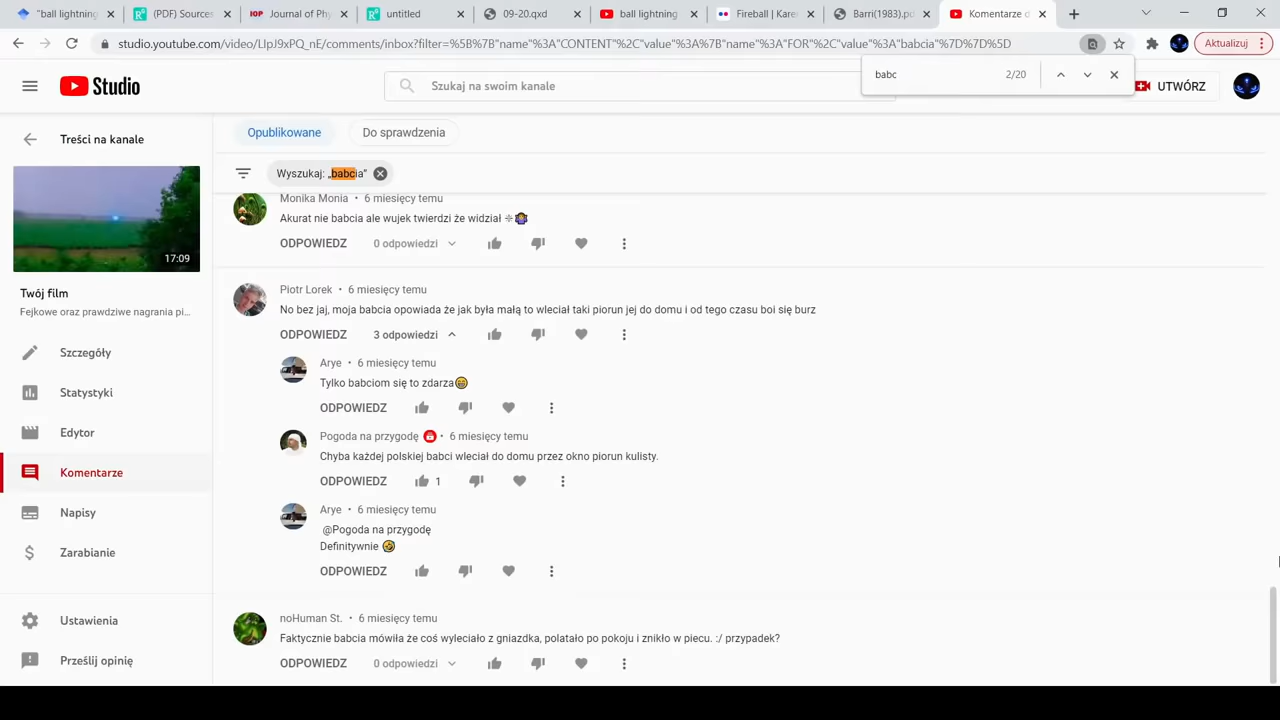 "ball lightning
(PDF) Sources
IOP Journal of Phy
untitled
09-20.qxd
ball lightning
Fireball | Karen
Barri(1983).pd
Komentarze d
studio.youtube.com/video/LIpJ9xPQ_nE/comments/inbox?filter=%5B%7B"name"%3A"CONTENT"%2C"value"%3A%7B"name"%3A"FOR"%2C"value"%3A"babcia"%7D%7D%5D
Aktualizuj
babc 2/20
Studio
Szukaj na swoim kanale
UTWÓRZ
Treści na kanale
17:09
Twój film
Fejkowe oraz prawdziwe nagrania pi...
Szczegóły
Statystyki
Edytor
Komentarze
Napisy
Zarabianie
Ustawienia
Prześlij opinię
Opublikowane Do sprawdzenia
Wyszukaj: „babcia"
Monika Monia • 6 miesięcy temu
Akurat nie babcia ale wujek twierdzi że widział
ODPOWIEDZ 0 odpowiedzi
Piotr Lorek • 6 miesięcy temu
No bez jaj, moja babcia opowiada że jak była małą to wleciał taki piorun jej do domu i od tego czasu boi się burz
ODPOWIEDZ 3 odpowiedzi
Arye • 6 miesięcy temu
Tylko babciom się to zdarza😁
ODPOWIEDZ
Pogoda na przygodę • 6 miesięcy temu
Chyba każdej polskiej babci wleciał do domu przez okno piorun kulisty.
ODPOWIEDZ 1
Arye • 6 miesięcy temu
@Pogoda na przygodę
Definitywnie 🤣
ODPOWIEDZ
noHuman St. • 6 miesięcy temu
Faktycznie babcia mówiła że coś wyleciało z gniazdka, polatało po pokoju i znikło w piecu. :/ przypadek?
ODPOWIEDZ 0 odpowiedzi